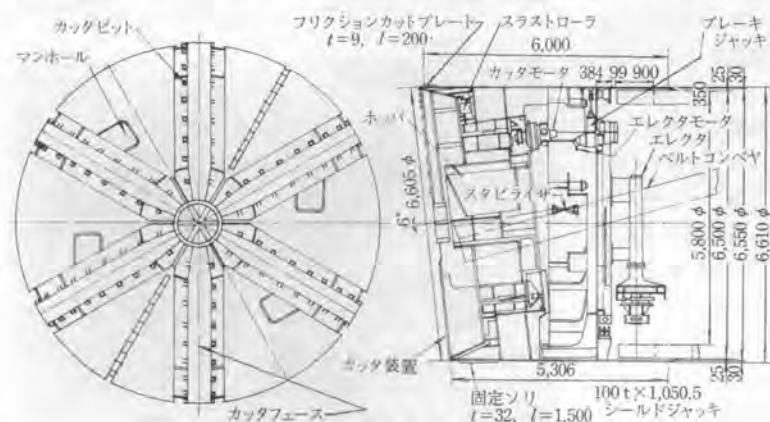 カッタビット
マンホール
カッタフェース
フリクションカットプレート
t=9, l=200
スラストローラ
6,000
ブレーキ
ジャッキ
カッタモータ
384 99 900
350
25
30
ホッパ
エレクタモータ
エレクタ
ベルトコンベヤ
スタビライザ
6°
6,605φ
5,800φ
6,500φ
6,550φ
6,610φ
カッタ装置
5,306
25
30
固定ソリ
t=32, l=1,500
100t×1,050.5
シールドジャッキ